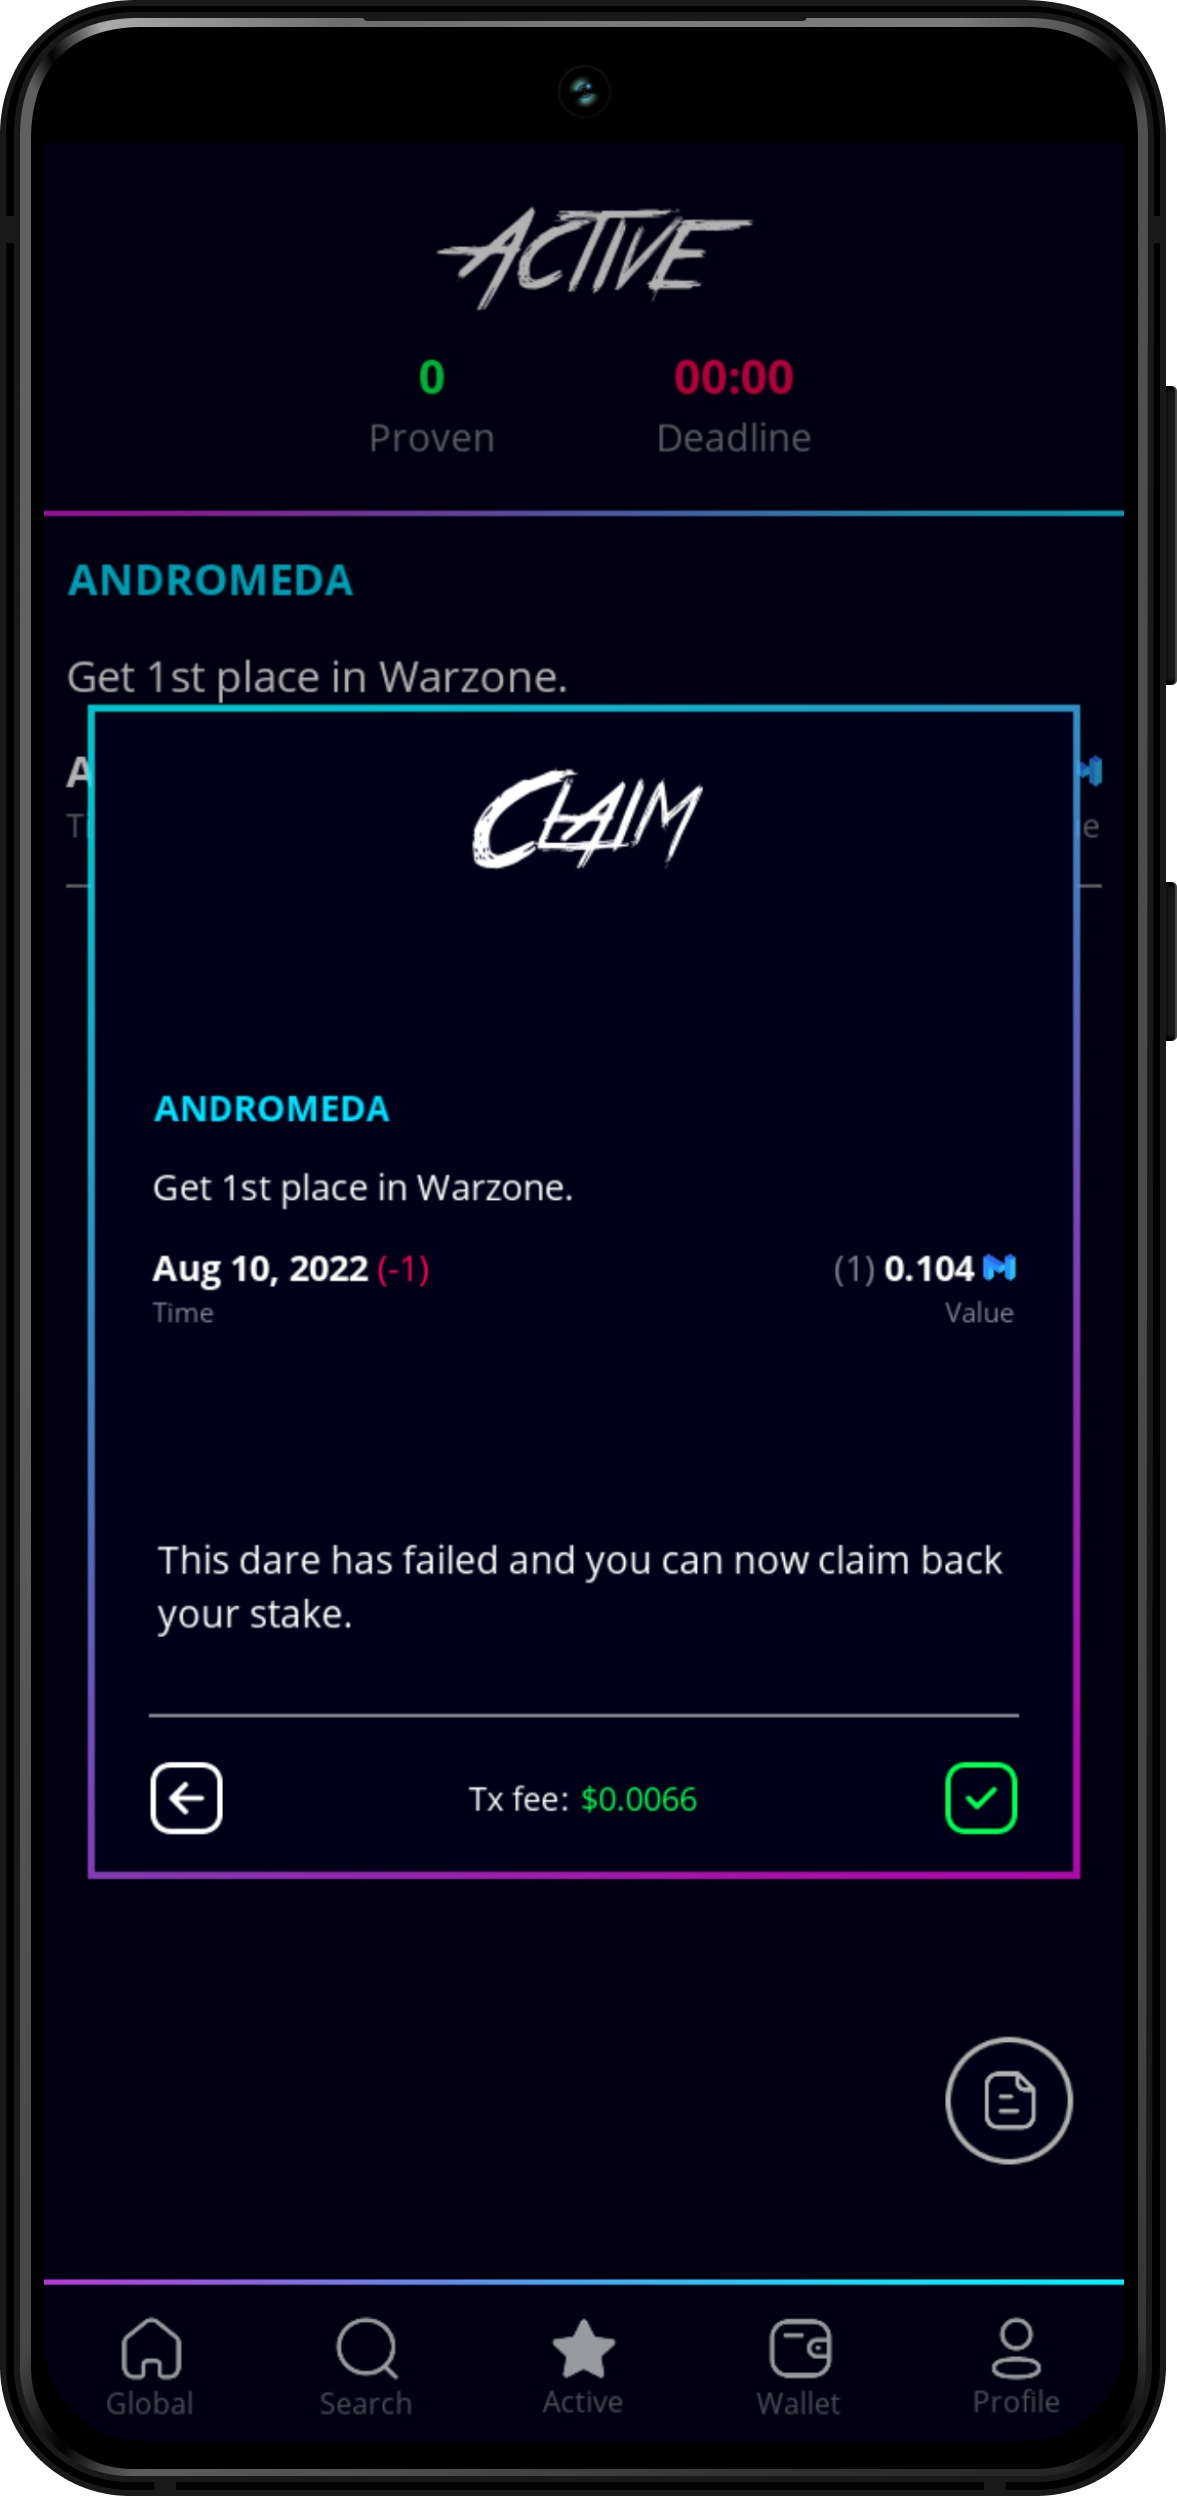 ACTIVE
0 00:00
Proven Deadline
ANDROMEDA
Get 1st place in Warzone.
CLAIM
ANDROMEDA
Get 1st place in Warzone.
Aug 10, 2022 (-1) (1) 0.104
Time Value
This dare has failed and you can now claim back
your stake.
Tx fee: $0.0066
Global Search Active Wallet Profile